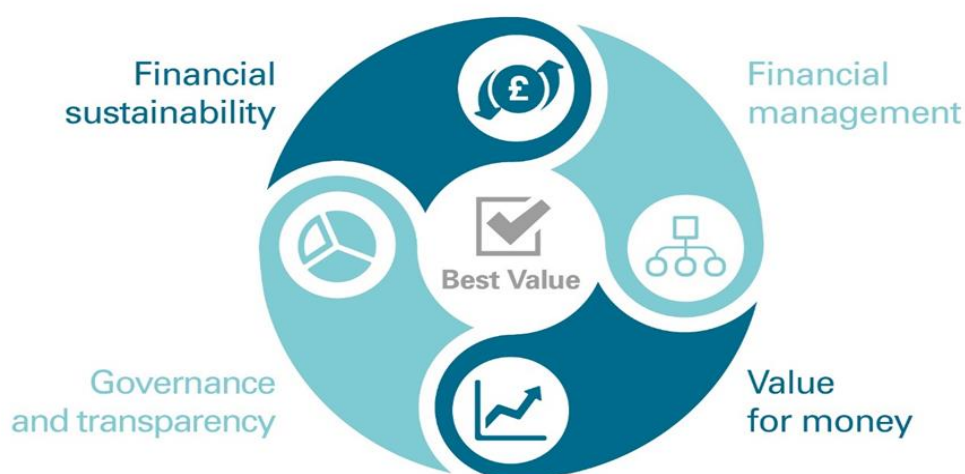 Financial
sustainability
Financial
management
£
Best Value
Governance
and transparency
Value
for money